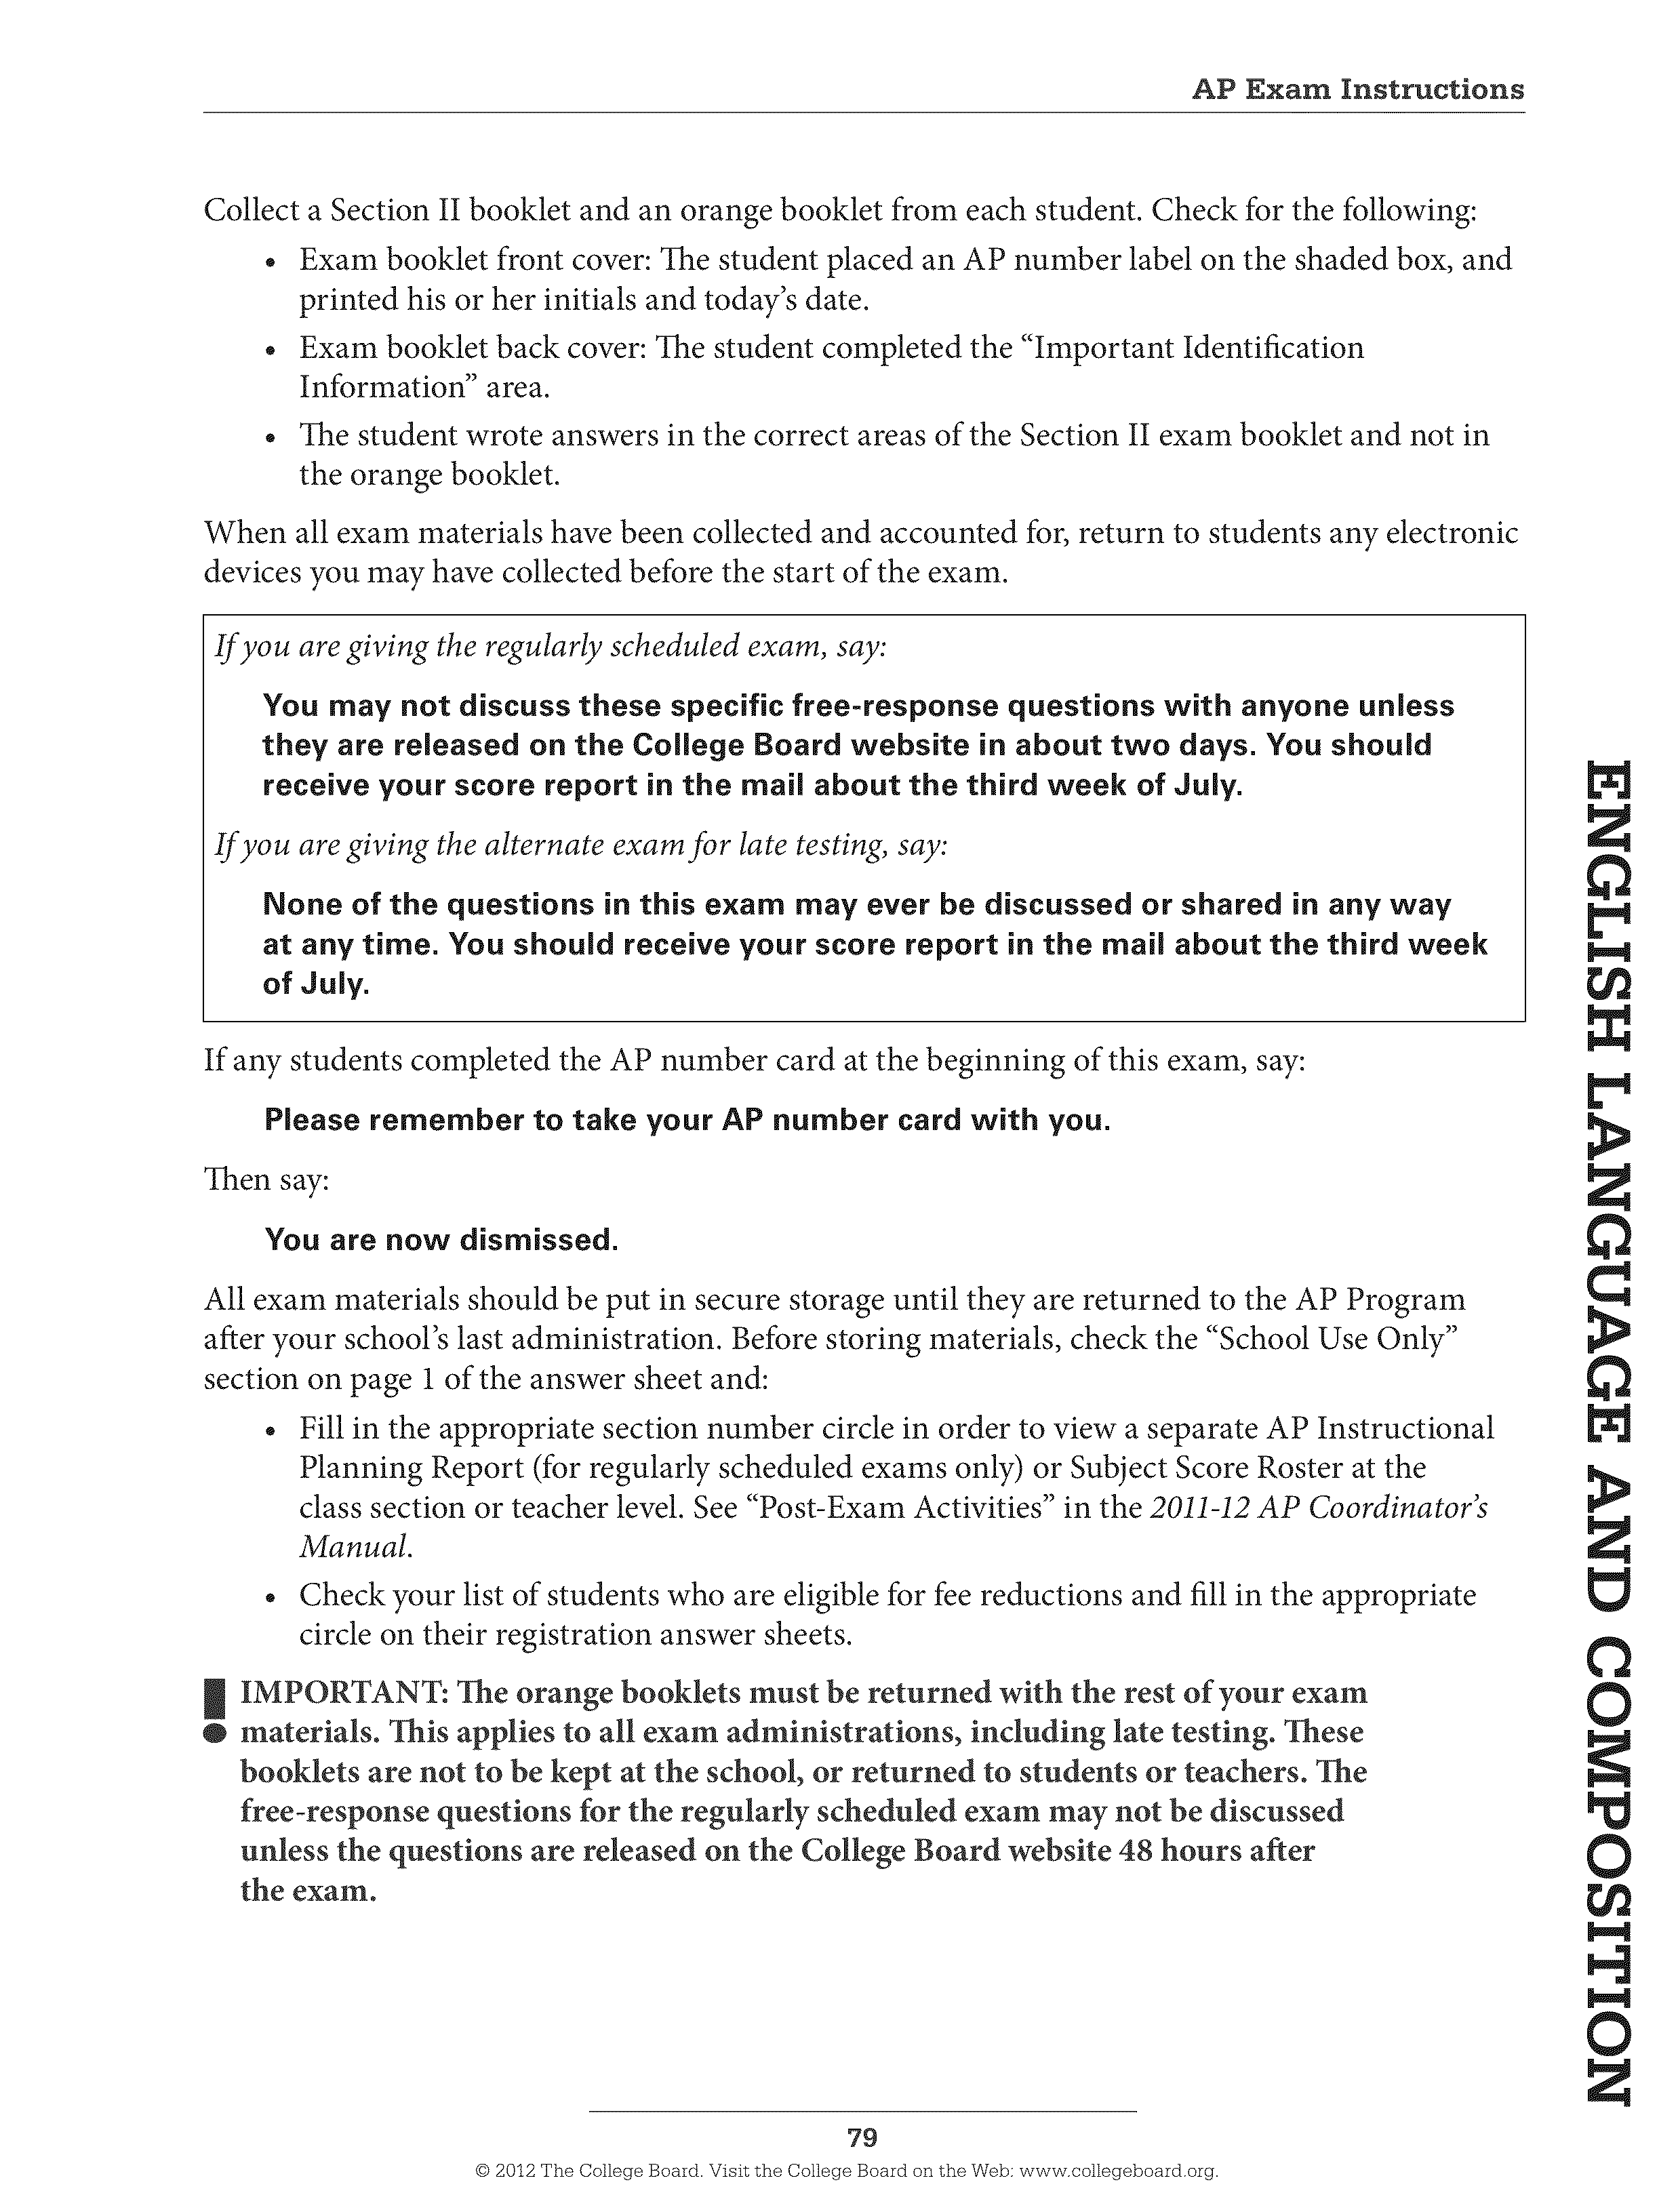 AP Exam Instructions
Collect a Section II booklet and an orange booklet from each student. Check for the following:
• Exam booklet front cover: The student placed an AP number label on the shaded box, and
printed his or her initials and today’s date.
• Exam booklet back cover: The student completed the “Important Identification
Information” area.
• The student wrote answers in the correct areas of the Section II exam booklet and not in
the orange booklet.
When all exam materials have been collected and accounted for, return to students any electronic
devices you may have collected before the start of the exam.
If you are giving the regularly scheduled exam, say:
You may not discuss these specific free-response questions with anyone unless
they are released on the College Board website in about two days. You should
receive your score report in the mail about the third week of July.
If you are giving the alternate exam for late testing, say:
None of the questions in this exam may ever be discussed or shared in any way
at any time. You should receive your score report in the mail about the third week
of July.
If any students completed the AP number card at the beginning of this exam, say:
Please remember to take your AP number card with you.
Then say:
You are now dismissed.
All exam materials should be put in secure storage until they are returned to the AP Program
after your school’s last administration. Before storing materials, check the “School Use Only”
section on page 1 of the answer sheet and:
• Fill in the appropriate section number circle in order to view a separate AP Instructional
Planning Report (for regularly scheduled exams only) or Subject Score Roster at the
class section or teacher level. See “Post-Exam Activities” in the 2011-12 AP Coordinator’s
Manual.
• Check your list of students who are eligible for fee reductions and fill in the appropriate
circle on their registration answer sheets.
IMPORTANT: The orange booklets must be returned with the rest of your exam
materials. This applies to all exam administrations, including late testing. These
booklets are not to be kept at the school, or returned to students or teachers. The
free-response questions for the regularly scheduled exam may not be discussed
unless the questions are released on the College Board website 48 hours after
the exam.
ENGLISH LANGUAGE AND COMPOSITION
79
© 2012 The College Board. Visit the College Board on the Web: www.collegeboard.org.